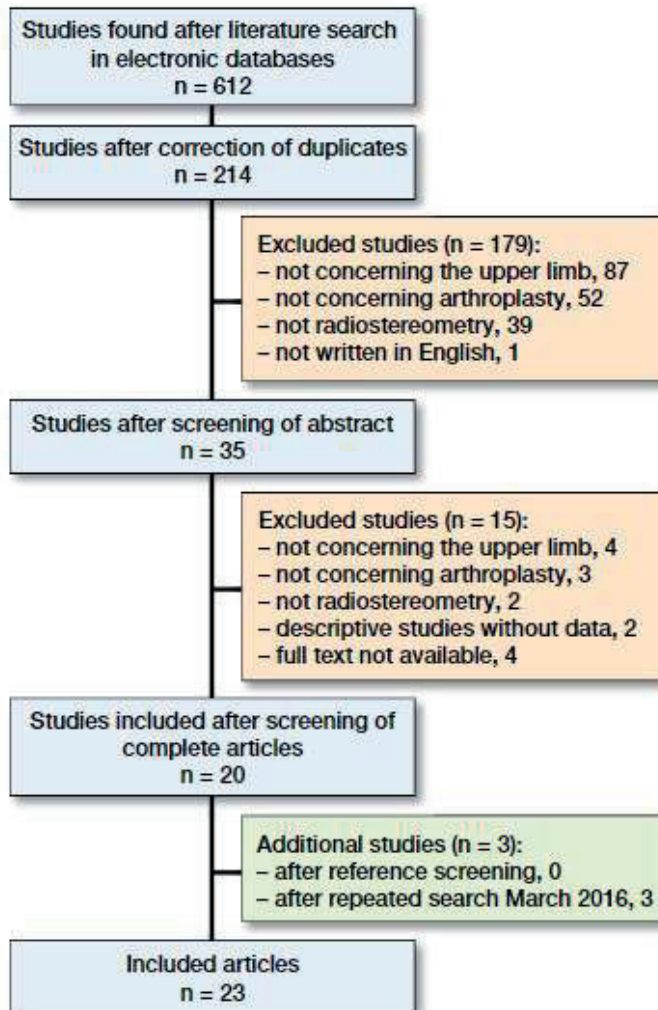 Studies found after literature search
in electronic databases
n = 612
Studies after correction of duplicates
n = 214
Excluded studies (n = 179):
– not concerning the upper limb, 87
– not concerning arthroplasty, 52
– not radiostereometry, 39
– not written in English, 1
Studies after screening of abstract
n = 35
Excluded studies (n = 15):
– not concerning the upper limb, 4
– not concerning arthroplasty, 3
– not radiostereometry, 2
– descriptive studies without data, 2
– full text not available, 4
Studies included after screening of
complete articles
n = 20
Additional studies (n = 3):
– after reference screening, 0
– after repeated search March 2016, 3
Included articles
n = 23